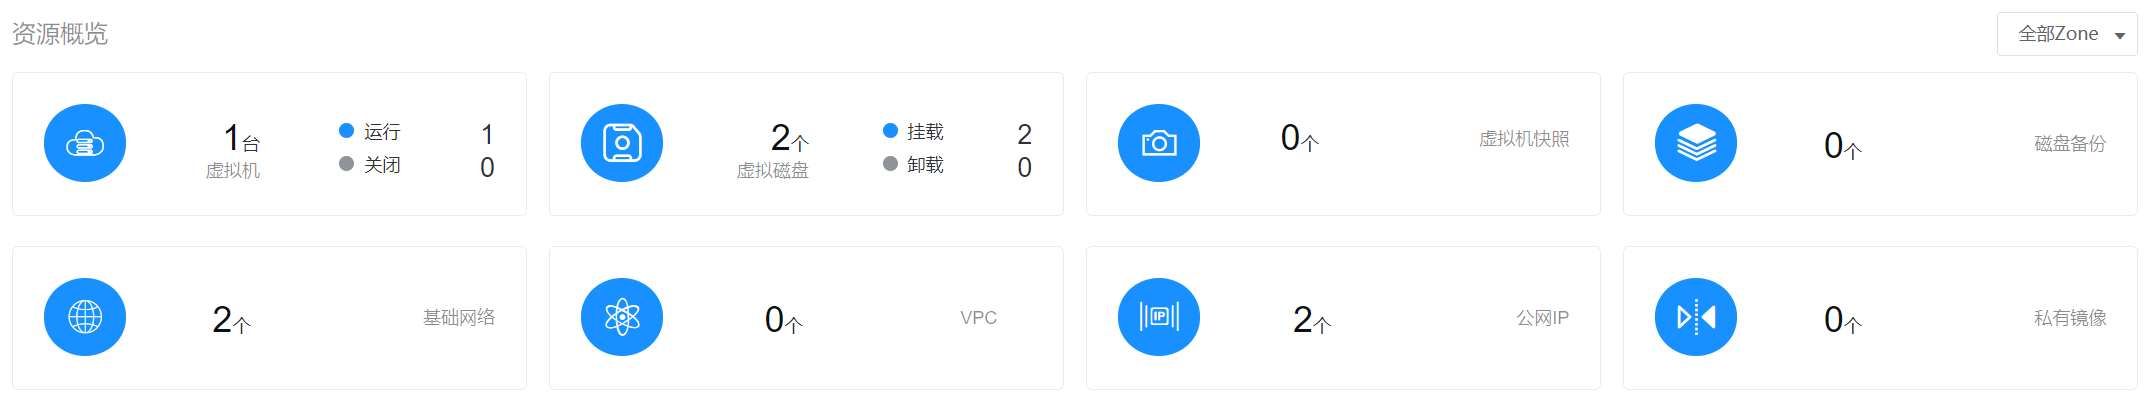 资源概览
全部Zone
1台
虚拟机
运行 1
关闭 0
2个
虚拟磁盘
挂载 2
卸载 0
0个
虚拟机快照
0个
磁盘备份
2个
基础网络
0个
VPC
IP
2个
公网IP
0个
私有镜像